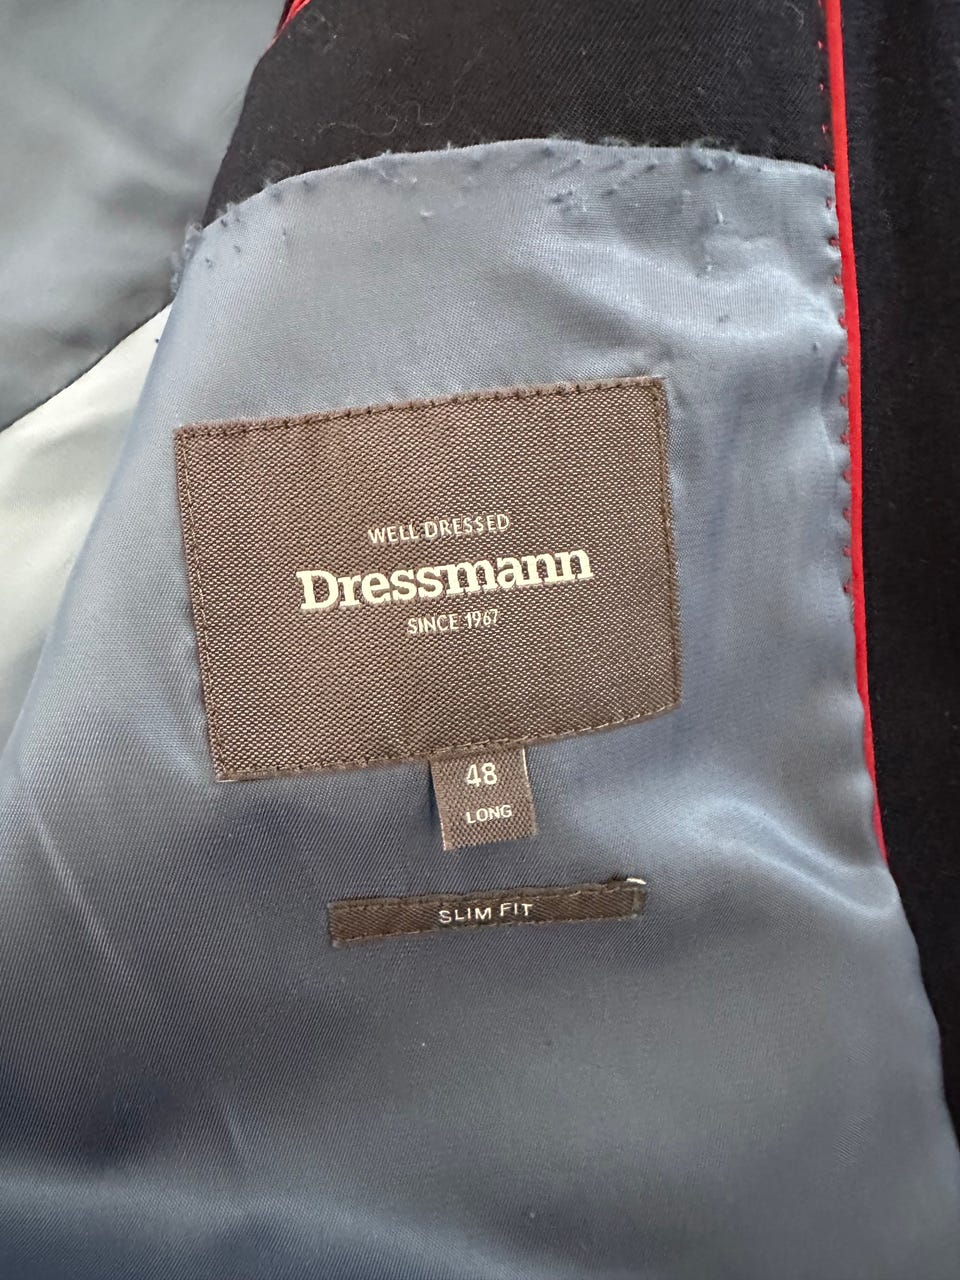 WELL DRESSED
Dressmann
SINCE 1967
48
LONG
SLIM FIT